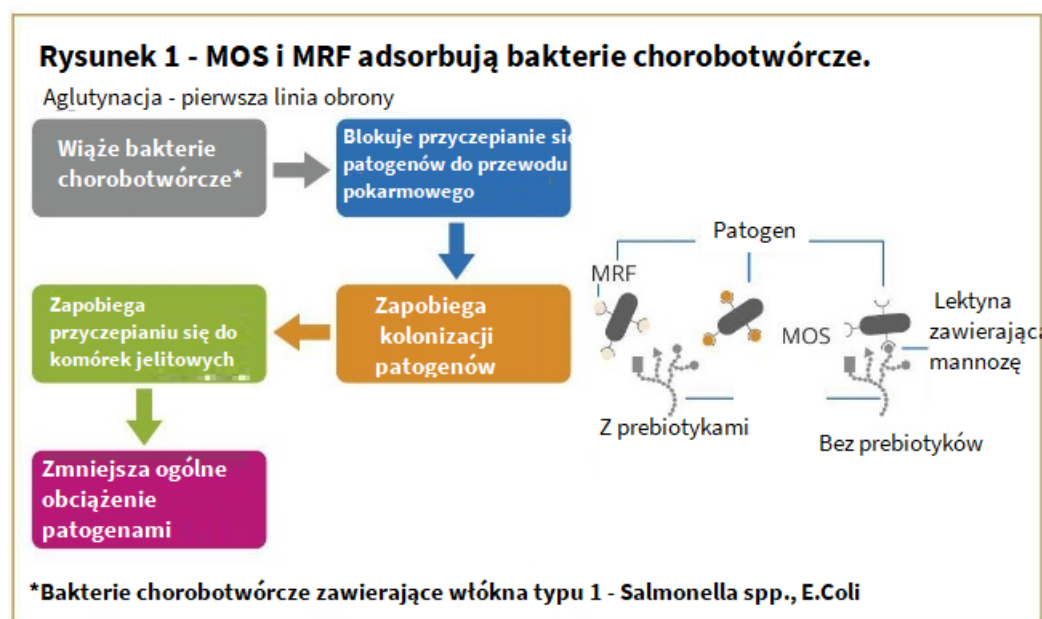 Rysunek 1 - MOS i MRF adsorbują bakterie chorobotwórcze.
Aglutynacja - pierwsza linia obrony
Wiąże bakterie
chorobotwórcze*
Blokuje przyczepianie się
patogenów do przewodu
pokarmowego
Zapobiega
kolonizacji
patogenów
Zapobiega
przyczepianiu się do
komórek jelitowych
Zmniejsza ogólne
obciążenie
patogenami
Patogen
MRF
MOS
Lektyna
zawierająca
mannozę
Z prebiotykami
Bez prebiotyków
*Bakterie chorobotwórcze zawierające włókna typu 1 - Salmonella spp., E.Coli